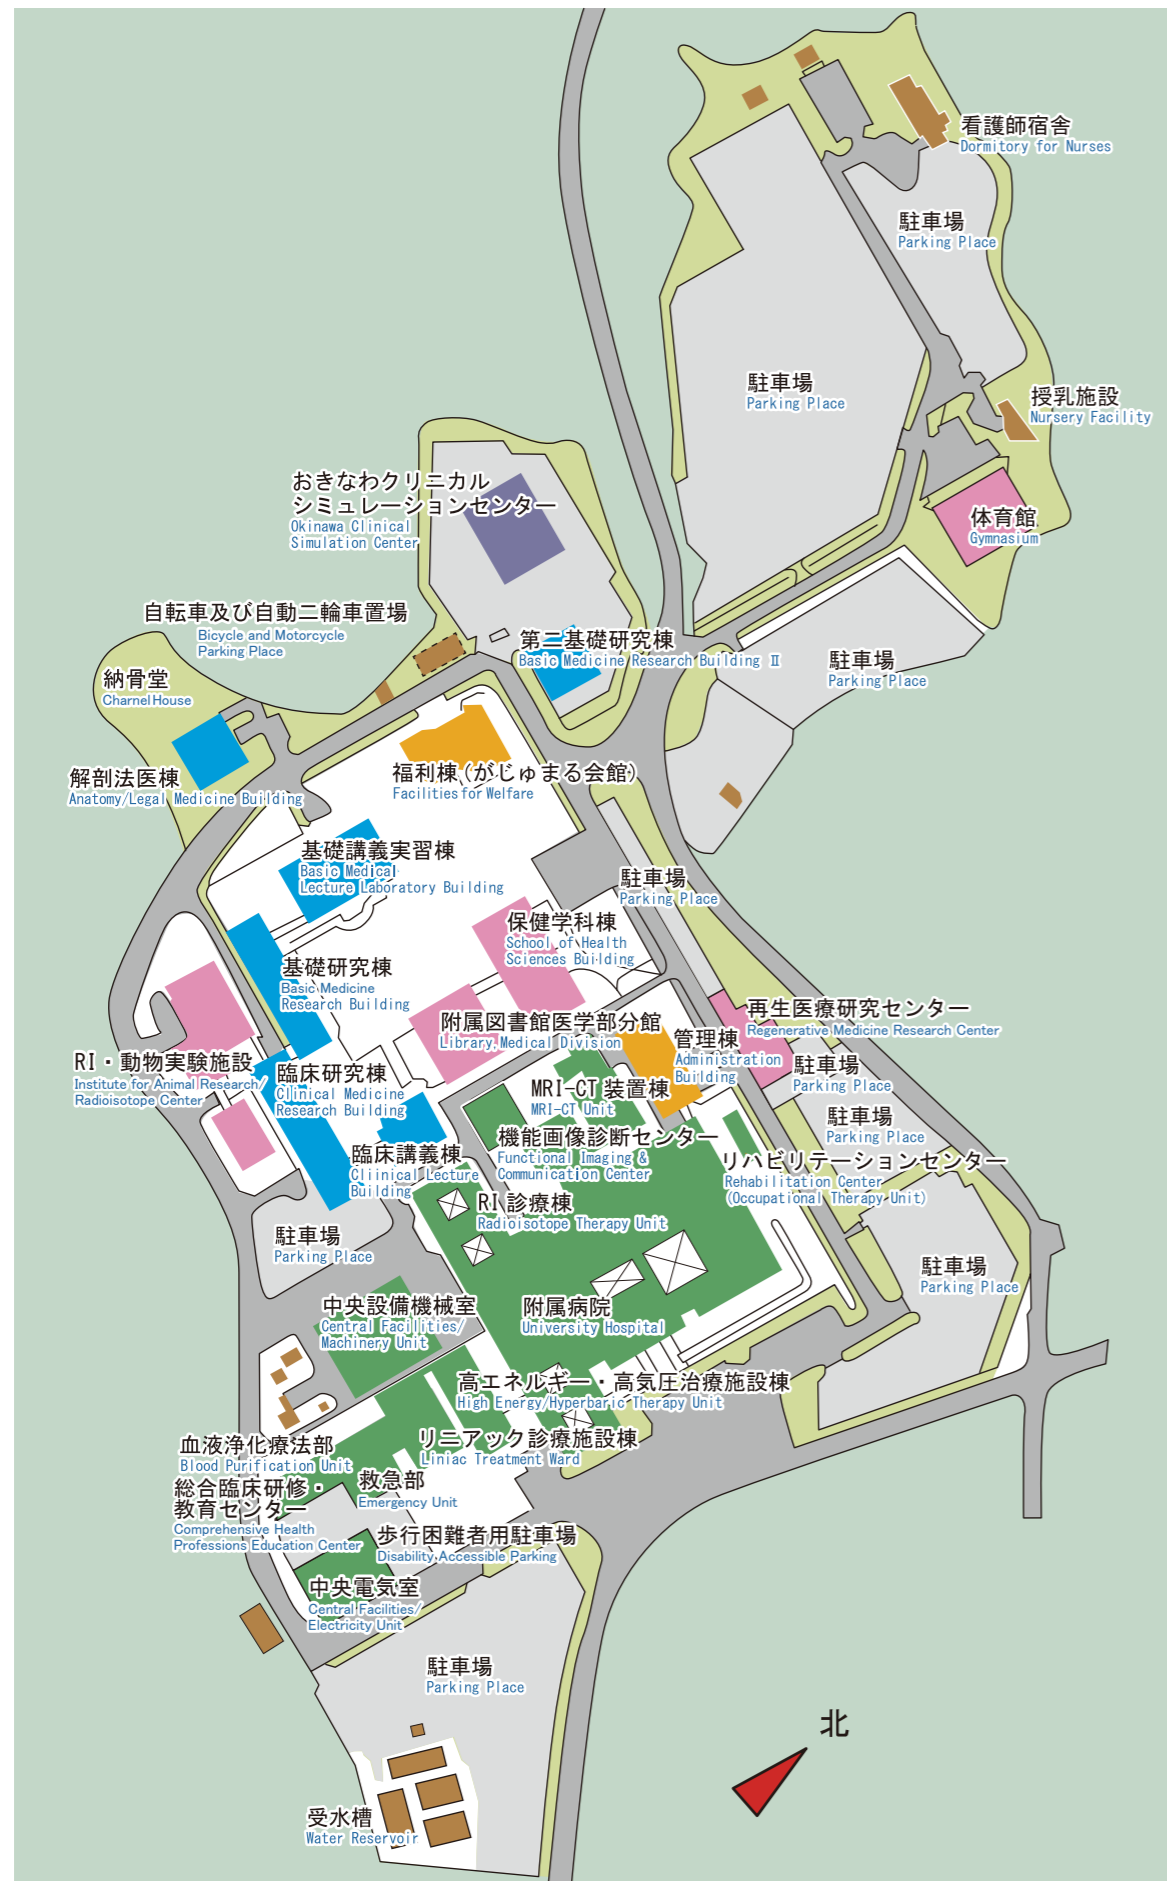 看護師宿舎
Dormitory for Nurses
駐車場
Parking Place
駐車場
Parking Place
授乳施設
Nursery Facility
体育館
Gymnasium
おきなわクリニカル
シミュレーションセンター
Okinawa Clinical
Simulation Center
自転車及び自動二輪車置場
Bicycle and Motorcycle
Parking Place
第二基礎研究棟
Basic Medicine Research Building Ⅱ
駐車場
Parking Place
納骨堂
Charnel House
解剖法医棟
Anatomy/Legal Medicine Building
福利棟(がじゅまる会館)
Facilities for Welfare
基礎講義実習棟
Basic Medical
Lecture Laboratory Building
駐車場
Parking Place
保健学科棟
School of Health
Sciences Building
基礎研究棟
Basic Medicine
Research Building
再生医療研究センター
Regenerative Medicine Research Center
附属図書館医学部分館
Library, Medical Division
管理棟
Administration
Building
RI・動物実験施設
Institute for Animal Research/
Radioisotope Center
臨床研究棟
Clinical Medicine
Research Building
MRI-CT 装置棟
MRI-CT Unit
駐車場
Parking Place
駐車場
Parking Place
機能画像診断センター
Functional Imaging &
Communication Center
臨床講義棟
Cliinical Lecture
Building
リハビリテーションセンター
Rehabilitation Center
(Occupational Therapy Unit)
RI 診療棟
Radioisotope Therapy Unit
駐車場
Parking Place
駐車場
Parking Place
中央設備機械室
Central Facilities/
Machinery Unit
附属病院
University Hospital
高エネルギー・高気圧治療施設棟
High Energy/Hyperbaric Therapy Unit
血液浄化療法部
Blood Purification Unit
リニアック診療施設棟
Liniac Treatment Ward
総合臨床研修・
教育センター
Comprehensive Health
Professions Education Center
救急部
Emergency Unit
歩行困難者用駐車場
Disability Accessible Parking
中央電気室
Central Facilities/
Electricity Unit
駐車場
Parking Place
北
受水槽
Water Reservoir